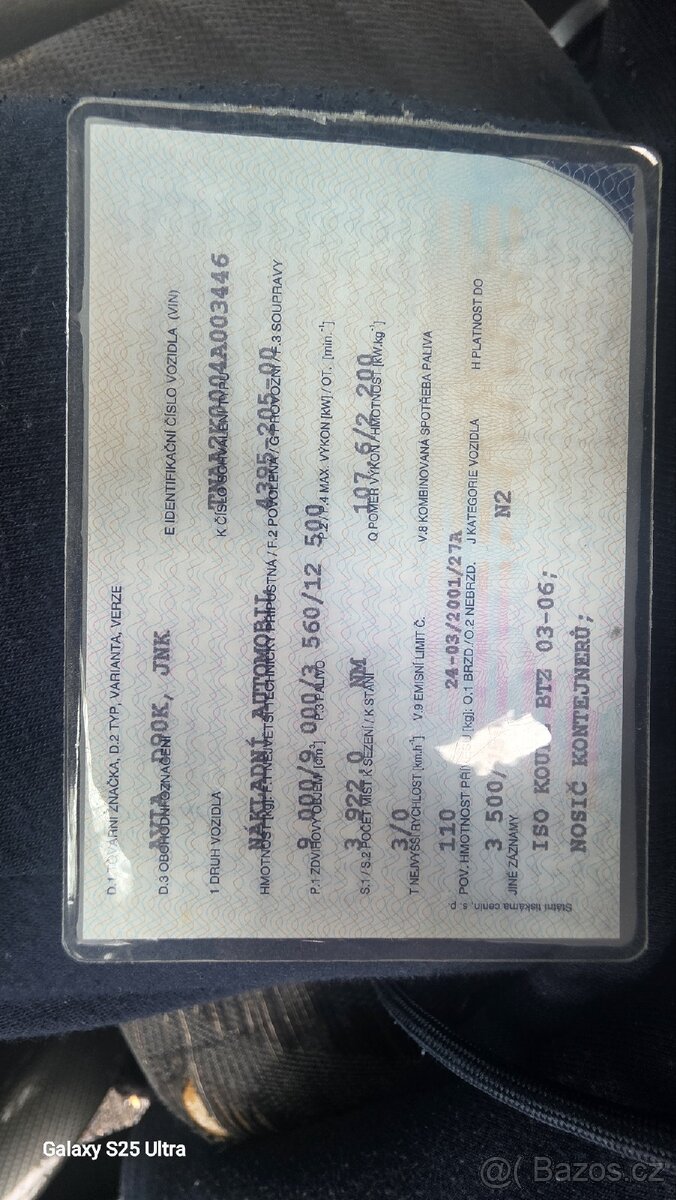 D.1 TOVÁRNÍ ZNAČKA, D.2 TYP, VARIANTA, VERZE
AVIA D90K, JNK
D.3 OBCHODNÍ OZNAČENÍ
E IDENTIFIKAČNÍ ČÍSLO VOZIDLA (VIN)
TNAA2K0004A003446
1 DRUH VOZIDLA
K ČÍSLO SCHVÁLENÍ TYPU
NÁKLADNÍ AUTOMOBIL
4395-205-00
HMOTNOST [kg]: F.1 NEJVĚTŠÍ TECHNICKY PŘÍPUSTNÁ / F.2 POVOLENÁ / G PROVOZNÍ / F.3 SOUPRAVY
9 000/9 000/3 560/12 500
P.1 ZDVIHOVÝ OBJEM [cm³]
P.3 PALIVO
P.2 / P.4 MAX. VÝKON [kW] / OT. [min.⁻¹]
3 922,0
NM
107,6/2 200
S.1 / S.2 POČET MÍST K SEZENÍ / K STÁNÍ
Q POMĚR VÝKON / HMOTNOST [kW.kg⁻¹]
3/0
T NEJVYŠŠÍ RYCHLOST [km.h⁻¹]
V.9 EMISNÍ LIMIT Č.
V.8 KOMBINOVANÁ SPOTŘEBA PALIVA
110
24-03/2001/27A
POV. HMOTNOST [kg]: O.1 BRZD / O.2 NEBRZD.
J KATEGORIE VOZIDLA
H PLATNOST DO
3 500/
N2
JINÉ ZÁZNAMY
ISO BTZ 03-06;
NOSIČ KONTEJNERŮ;
Státní tiskárna cenin, s. p.
Galaxy S25 Ultra
@( Bazos.cz